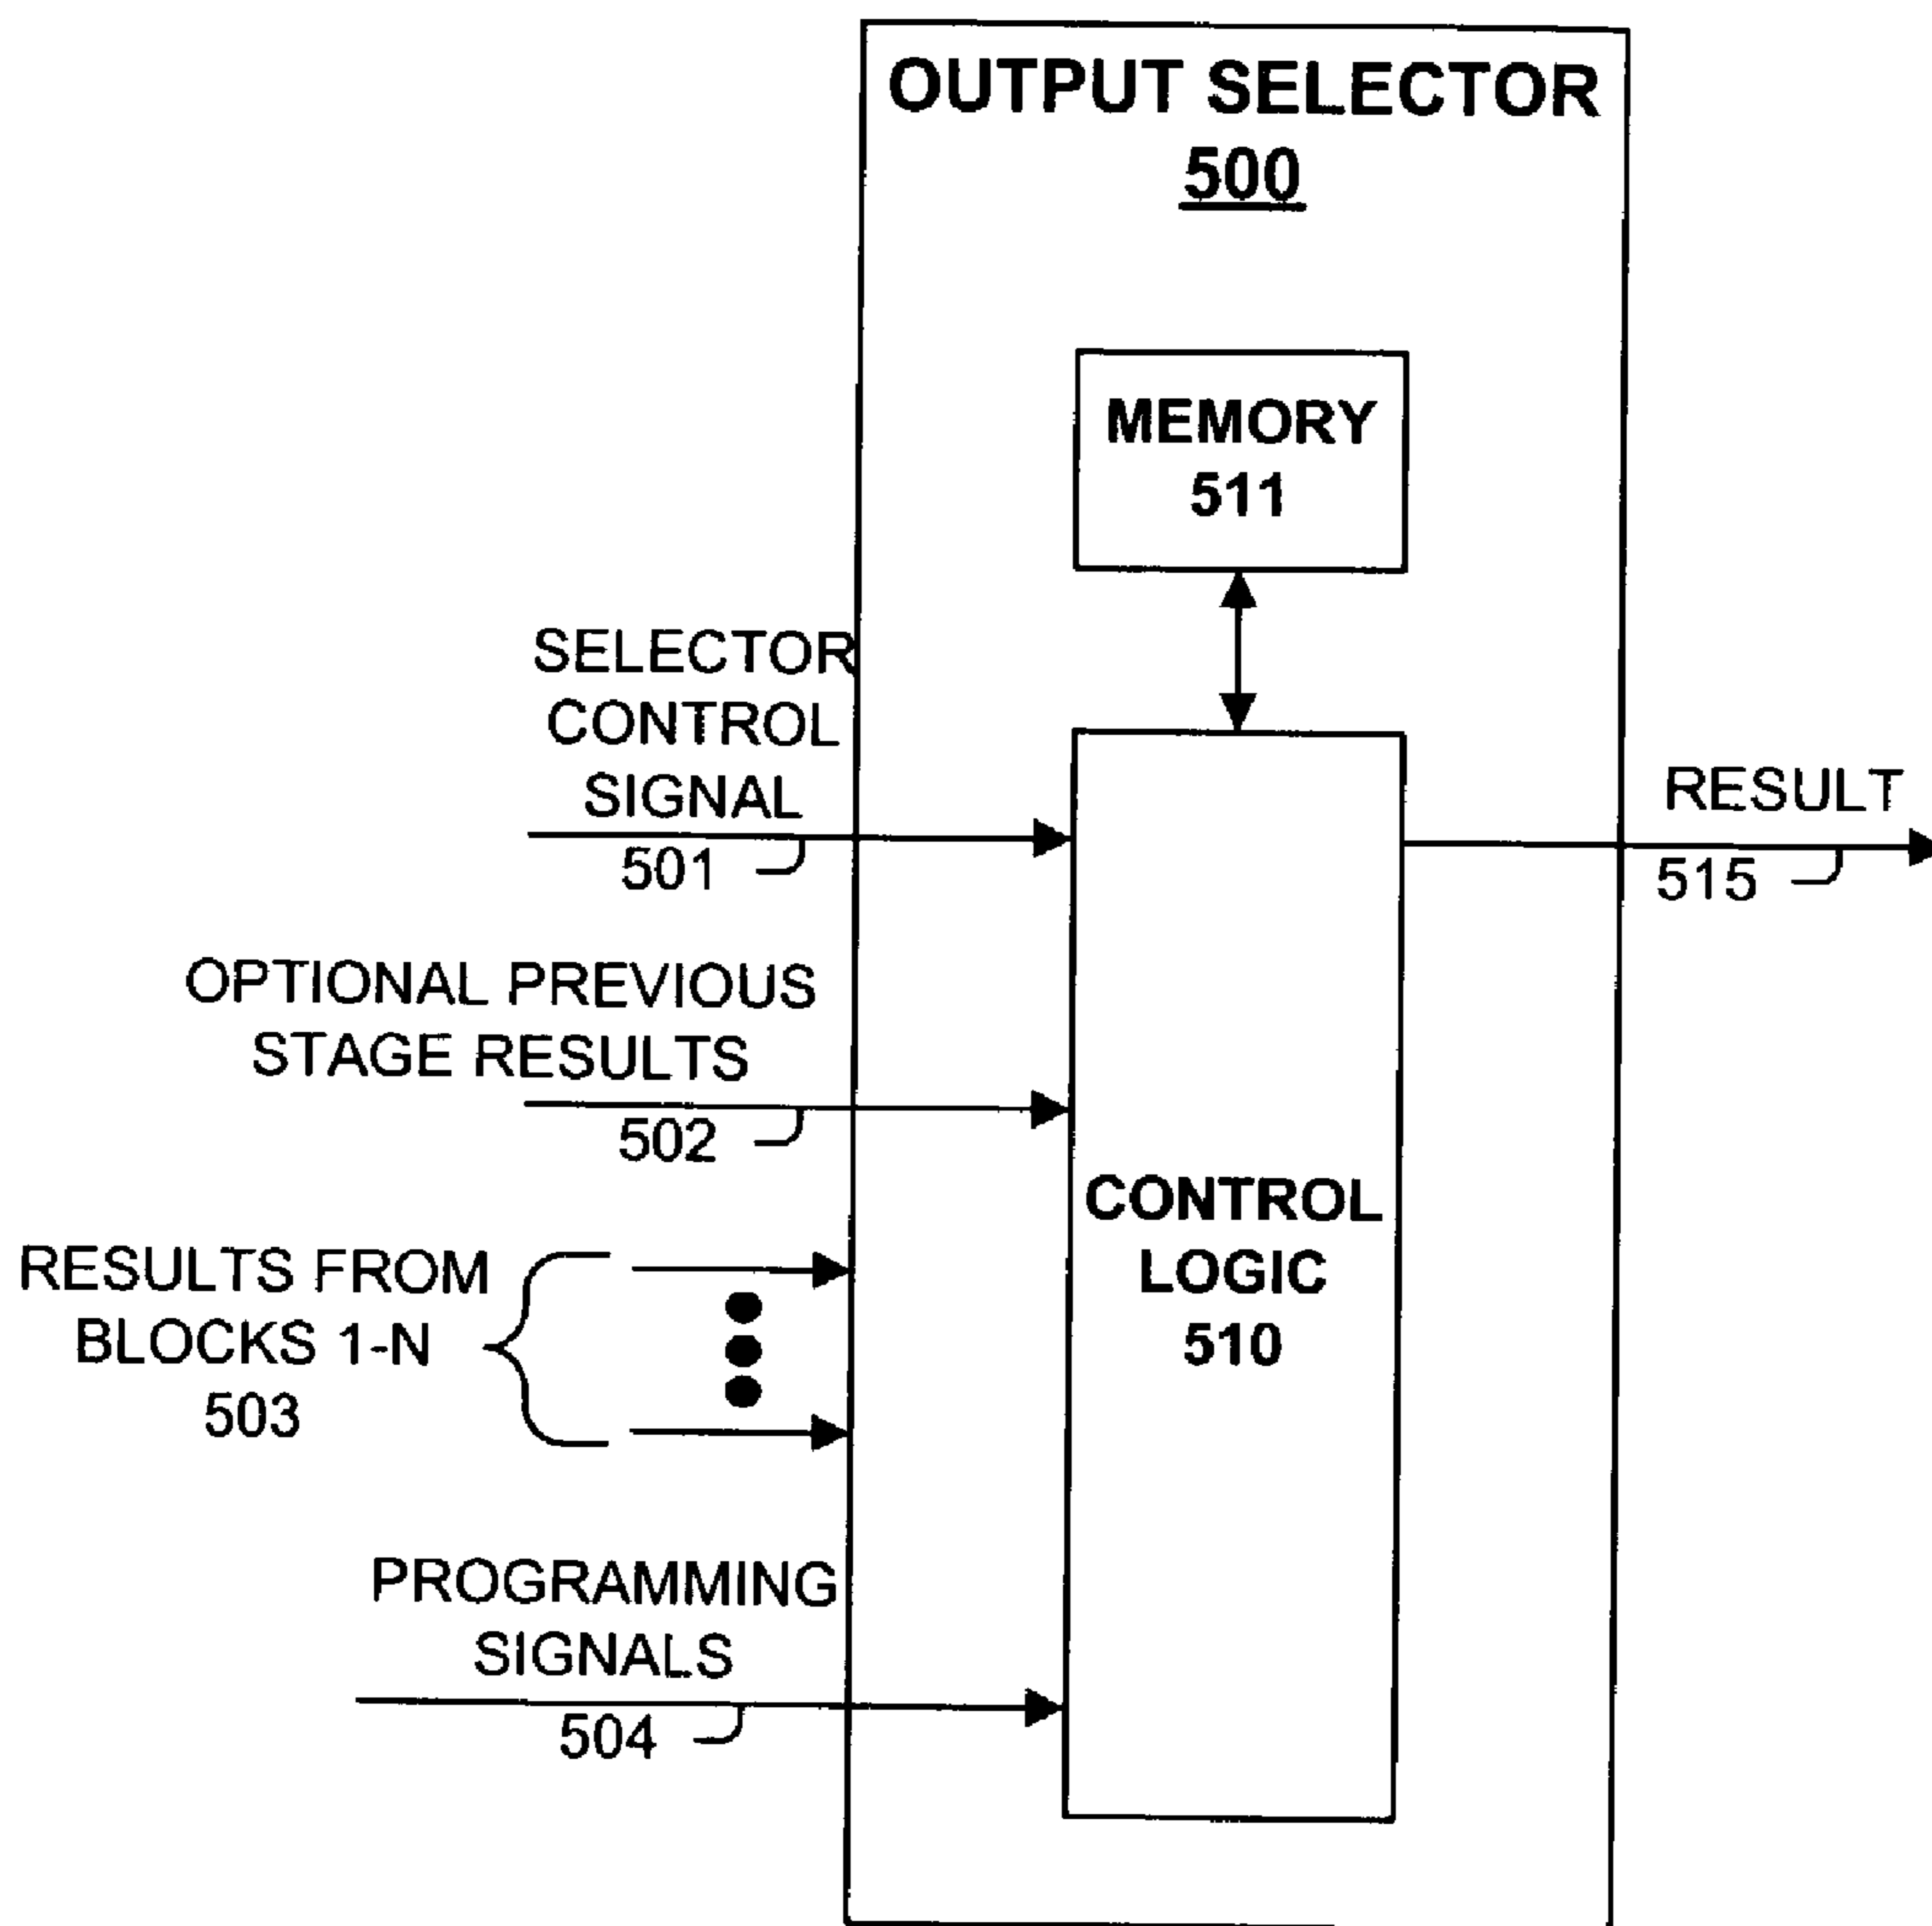 OUTPUT SELECTOR
500
MEMORY
511
SELECTOR
CONTROL
SIGNAL
501
RESULT
515
OPTIONAL PREVIOUS
STAGE RESULTS
502
CONTROL
LOGIC
510
RESULTS FROM
BLOCKS 1-N
503
PROGRAMMING
SIGNALS
504